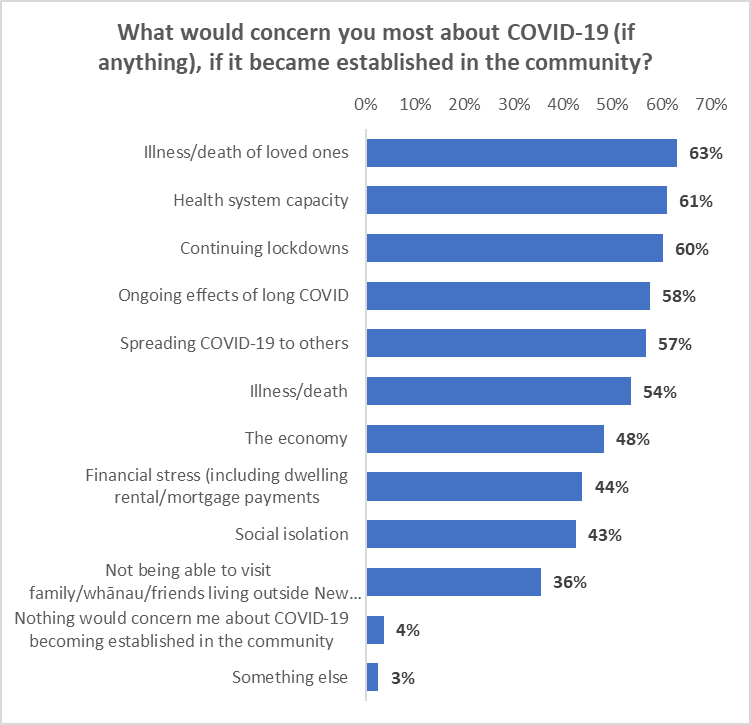 What would concern you most about COVID-19 (if
anything), if it became established in the community?
0% 10% 20% 30% 40% 50% 60% 70%
Illness/death of loved ones 63%
Health system capacity 61%
Continuing lockdowns 60%
Ongoing effects of long COVID 58%
Spreading COVID-19 to others 57%
Illness/death 54%
The economy 48%
Financial stress (including dwelling
rental/mortgage payments 44%
Social isolation 43%
Not being able to visit
family/whānau/friends living outside New... 36%
Nothing would concern me about COVID-19
becoming established in the community 4%
Something else 3%